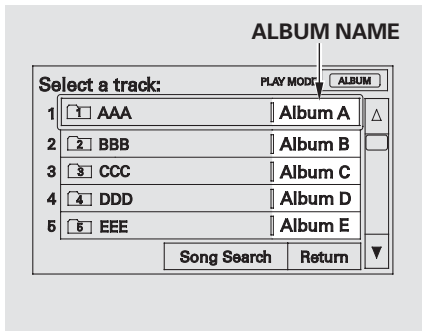 ALBUM NAME
Select a track: PLAY MODE ALBUM
1 1 AAA Album A
2 2 BBB Album B
3 3 CCC Album C
4 4 DDD Album D
5 5 EEE Album E
Song Search Return